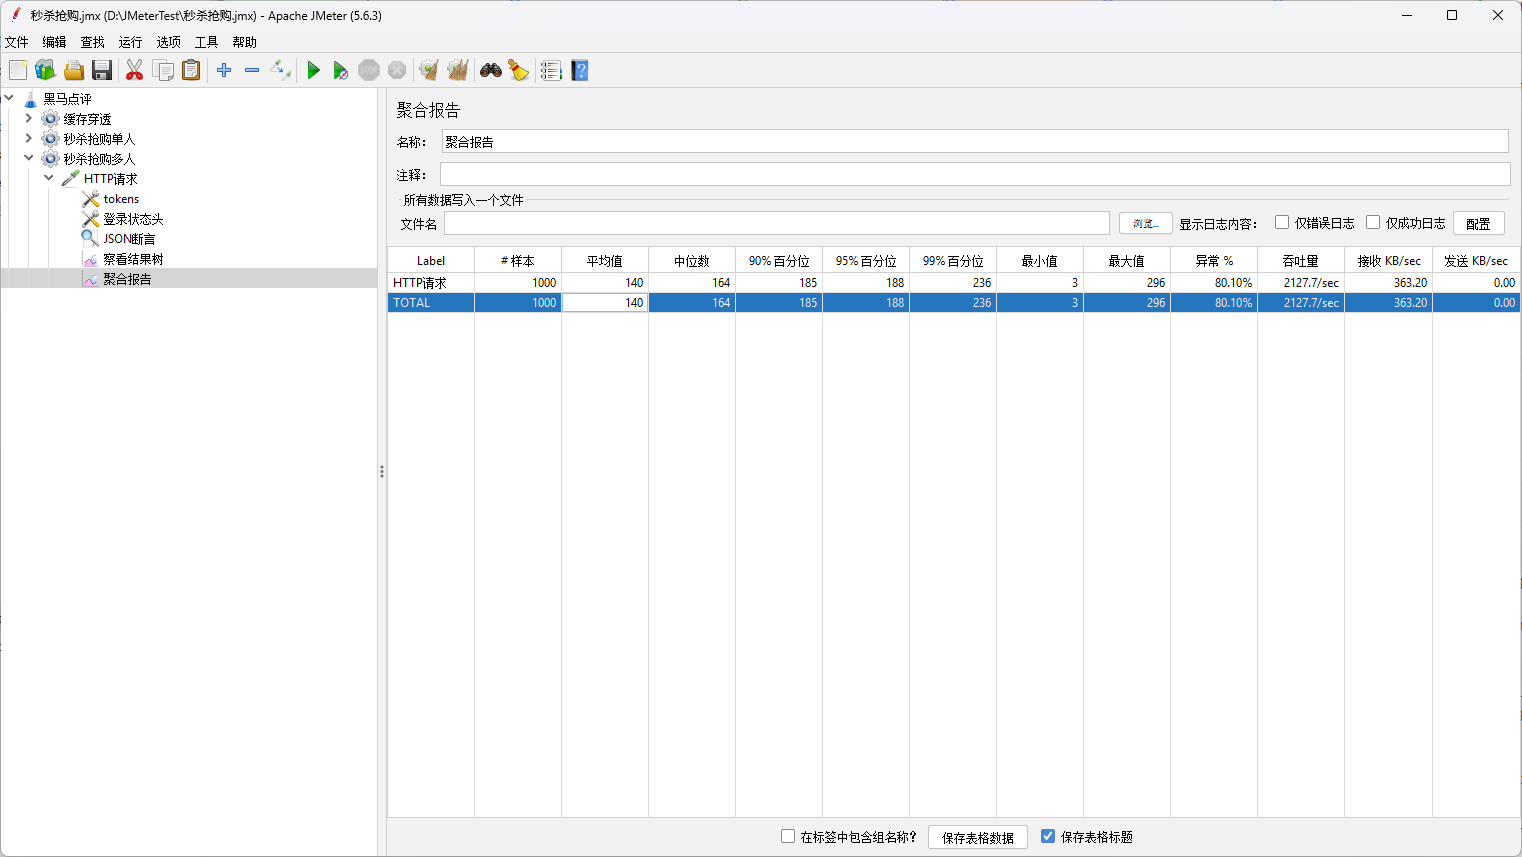 秒杀抢购.jmx (D:\JMeterTest\秒杀抢购.jmx) - Apache JMeter (5.6.3)
文件 编辑 查找 运行 选项 工具 帮助
STOP
黑马点评
缓存穿透
秒杀抢购单人
秒杀抢购多人
HTTP请求
tokens
登录状态头
JSON断言
察看结果树
聚合报告
聚合报告
名称： 聚合报告
注释：
所有数据写入一个文件
文件名 浏览... 显示日志内容： 仅错误日志 仅成功日志 配置
Label # 样本 平均值 中位数 90% 百分位 95% 百分位 99% 百分位 最小值 最大值 异常 % 吞吐量 接收 KB/sec 发送 KB/sec
HTTP请求 1000 140 164 185 188 236 3 296 80.10% 2127.7/sec 363.20 0.00
TOTAL 1000 140 164 185 188 236 3 296 80.10% 2127.7/sec 363.20 0.00
在标签中包含组名称？ 保存表格数据 保存表格标题